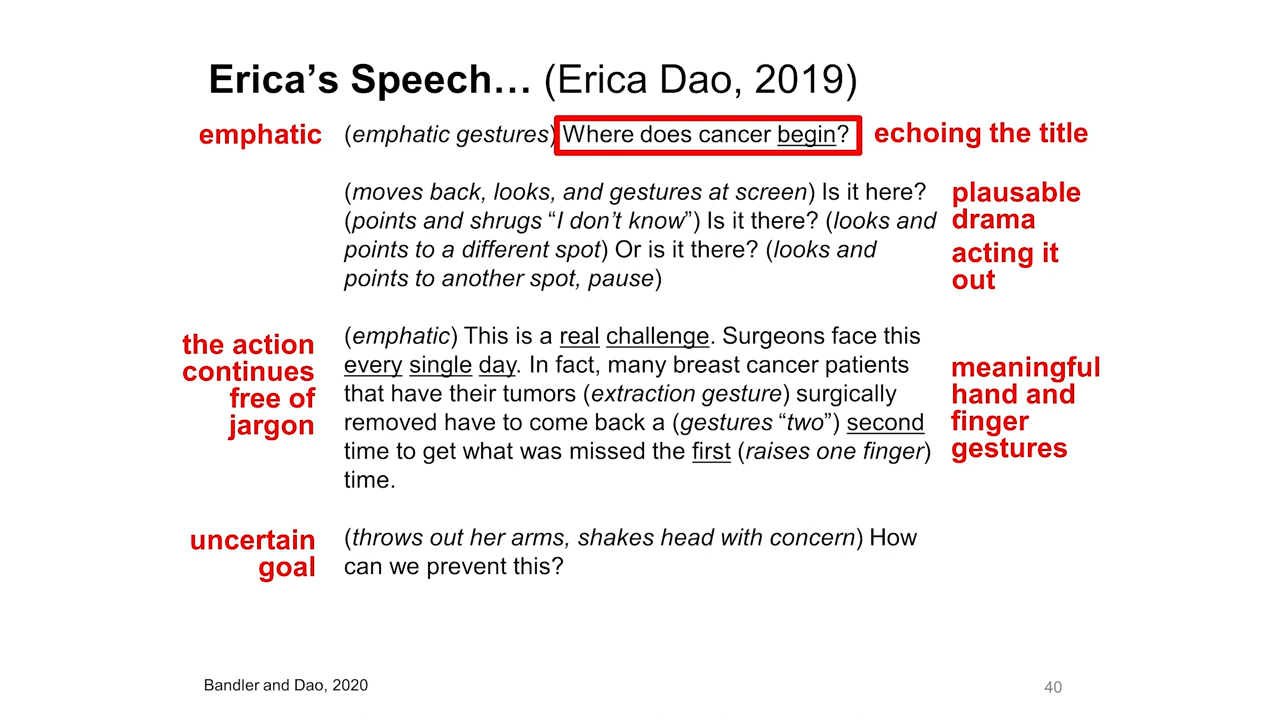 Erica’s Speech… (Erica Dao, 2019)
emphatic (emphatic gestures) Where does cancer begin? echoing the title
(moves back, looks, and gestures at screen) Is it here?
(points and shrugs “I don’t know”) Is it there? (looks and
points to a different spot) Or is it there? (looks and
points to another spot, pause)
plausable
drama
acting it
out
the action
continues
free of
jargon
(emphatic) This is a real challenge. Surgeons face this
every single day. In fact, many breast cancer patients
that have their tumors (extraction gesture) surgically
removed have to come back a (gestures “two”) second
time to get what was missed the first (raises one finger)
time.
meaningful
hand and
finger
gestures
uncertain
goal
(throws out her arms, shakes head with concern) How
can we prevent this?
Bandler and Dao, 2020
40